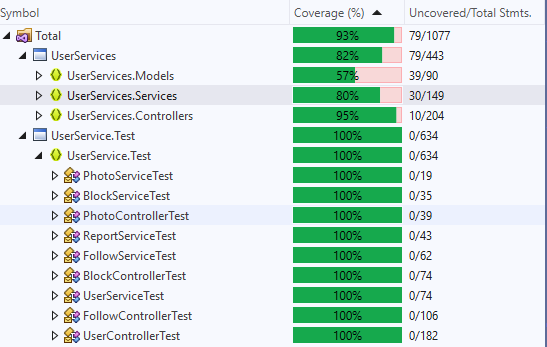 Symbol Coverage (%) Uncovered/Total Stmts.
Total 93% 79/1077
UserServices 82% 79/443
UserServices.Models 57% 39/90
UserServices.Services 80% 30/149
UserServices.Controllers 95% 10/204
UserService.Test 100% 0/634
UserService.Test 100% 0/634
PhotoServiceTest 100% 0/19
BlockServiceTest 100% 0/35
PhotoControllerTest 100% 0/39
ReportServiceTest 100% 0/43
FollowServiceTest 100% 0/62
BlockControllerTest 100% 0/74
UserServiceTest 100% 0/74
FollowControllerTest 100% 0/106
UserControllerTest 100% 0/182